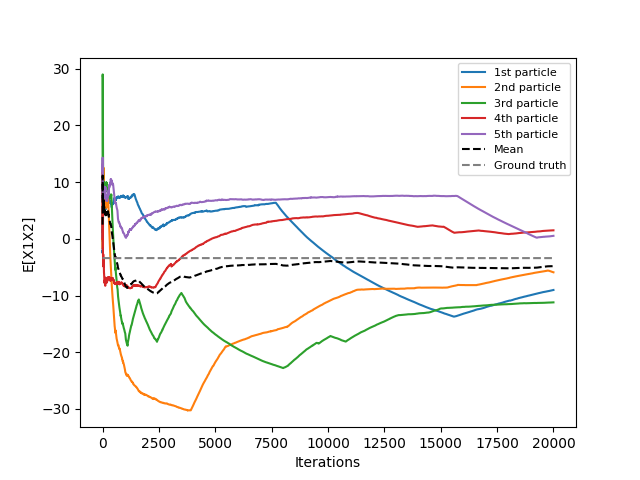 30
20
10
0
−10
−20
−30
E[X1X2]
0
2500
5000
7500
10000
12500
15000
17500
20000
Iterations
1st particle
2nd particle
3rd particle
4th particle
5th particle
Mean
Ground truth